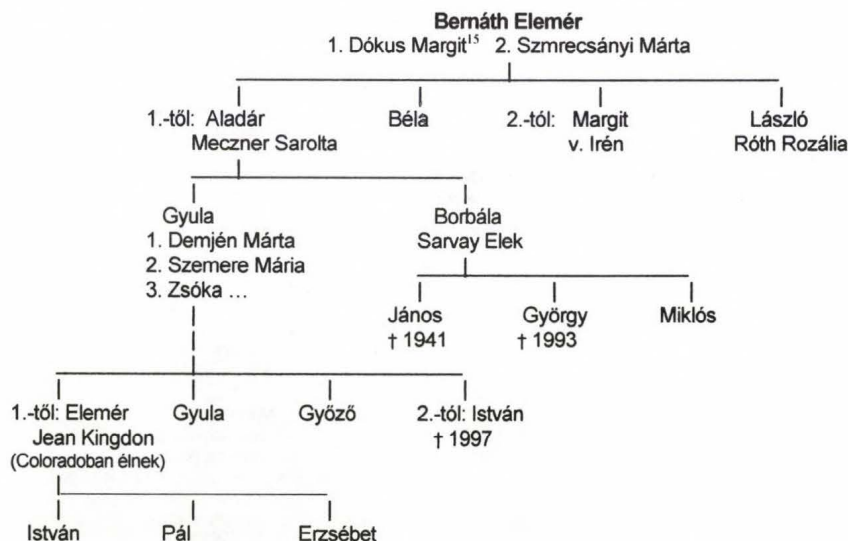 Bernáth Elemér
1. Dókus Margit¹⁵ 2. Szmrecsányi Márta
1.-től: Aladár Béla 2.-tól: Margit László
Meczner Sarolta v. Irén Róth Rozália
Gyula Borbála
1. Demjén Márta Sarvay Elek
2. Szemere Mária
3. Zsóka ...
János György Miklós
† 1941 † 1993
1.-től: Elemér Gyula Győző 2.-tól: István
Jean Kingdon † 1997
(Coloradoban élnek)
István Pál Erzsébet